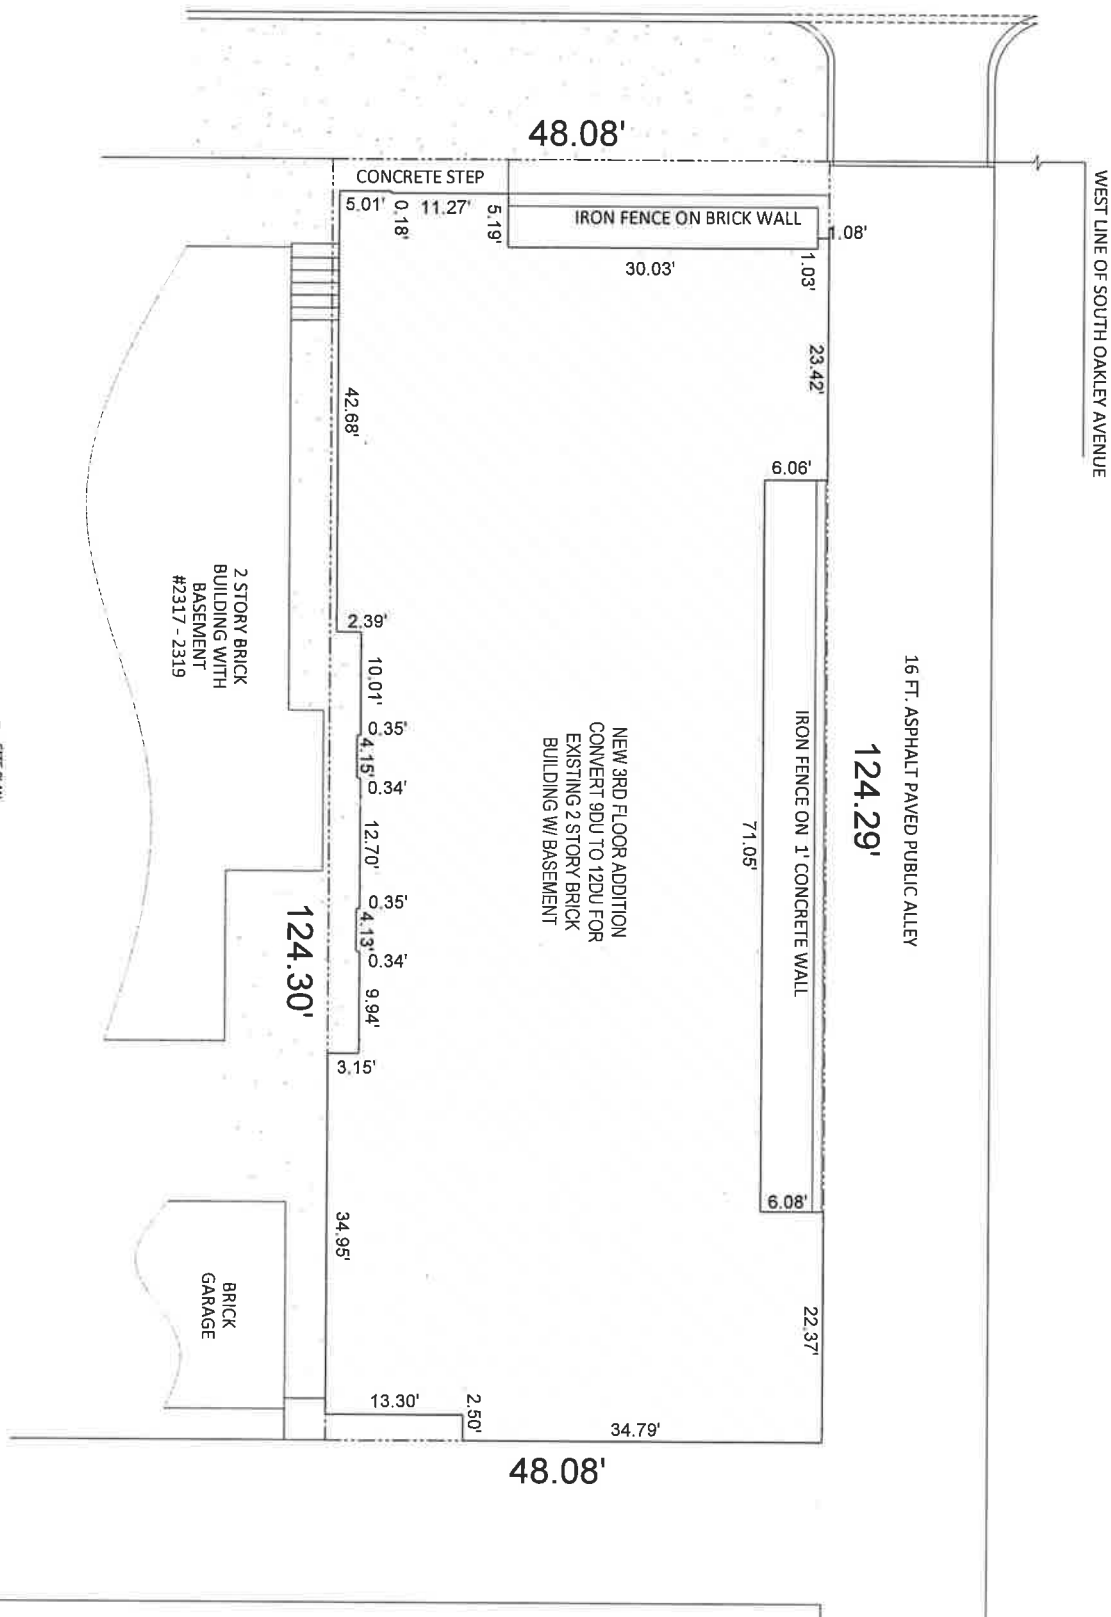 48.08'
WEST LINE OF SOUTH OAKLEY AVENUE
CONCRETE STEP
5.01'
0.18'
11.27'
5.19'
IRON FENCE ON BRICK WALL
1.08'
30.03'
1.03'
23.42'
42.68'
6.06'
2 STORY BRICK
BUILDING WITH
BASEMENT
#2317 - 2319
2.39'
10.01'
0.35'
4.15'
0.34'
12.70'
0.35'
4.13'
0.34'
9.94'
3.15'
NEW 3RD FLOOR ADDITION
CONVERT 9DU TO 12DU FOR
EXISTING 2 STORY BRICK
BUILDING W/ BASEMENT
71.05'
IRON FENCE ON 1' CONCRETE WALL
124.29'
16 FT. ASPHALT PAVED PUBLIC ALLEY
124.30'
6.08'
34.95'
BRICK
GARAGE
22.37'
13.30'
2.50'
34.79'
48.08'